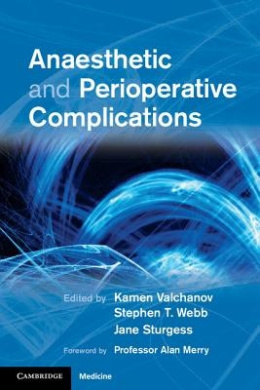 Anaesthetic
and Perioperative
Complications
Edited by Kamen Valchanov
Stephen T. Webb
Jane Sturgess
Foreword by Professor Alan Merry
CAMBRIDGE Medicine